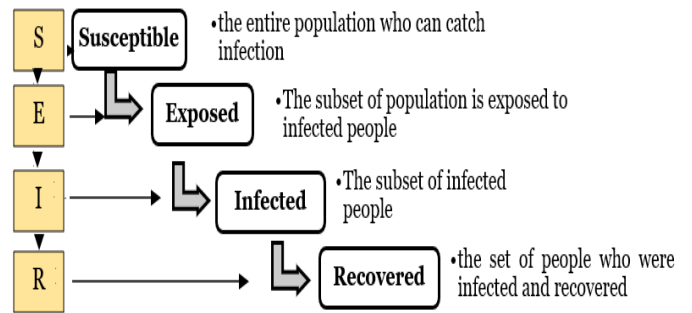 S
Susceptible
•the entire population who can catch
infection
E
Exposed
•The subset of population is exposed to
infected people
I
Infected
•The subset of infected
people
R
Recovered
•the set of people who were
infected and recovered